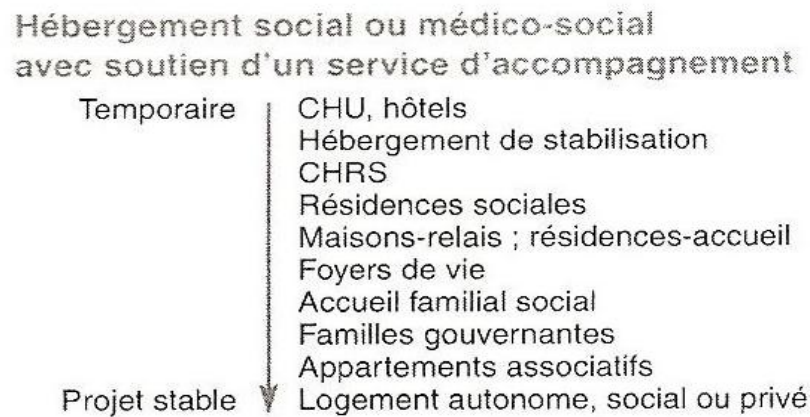 Hébergement social ou médico-social
avec soutien d'un service d'accompagnement
Temporaire CHU, hôtels
Hébergement de stabilisation
CHRS
Résidences sociales
Maisons-relais ; résidences-accueil
Foyers de vie
Accueil familial social
Familles gouvernantes
Appartements associatifs
Projet stable Logement autonome, social ou privé